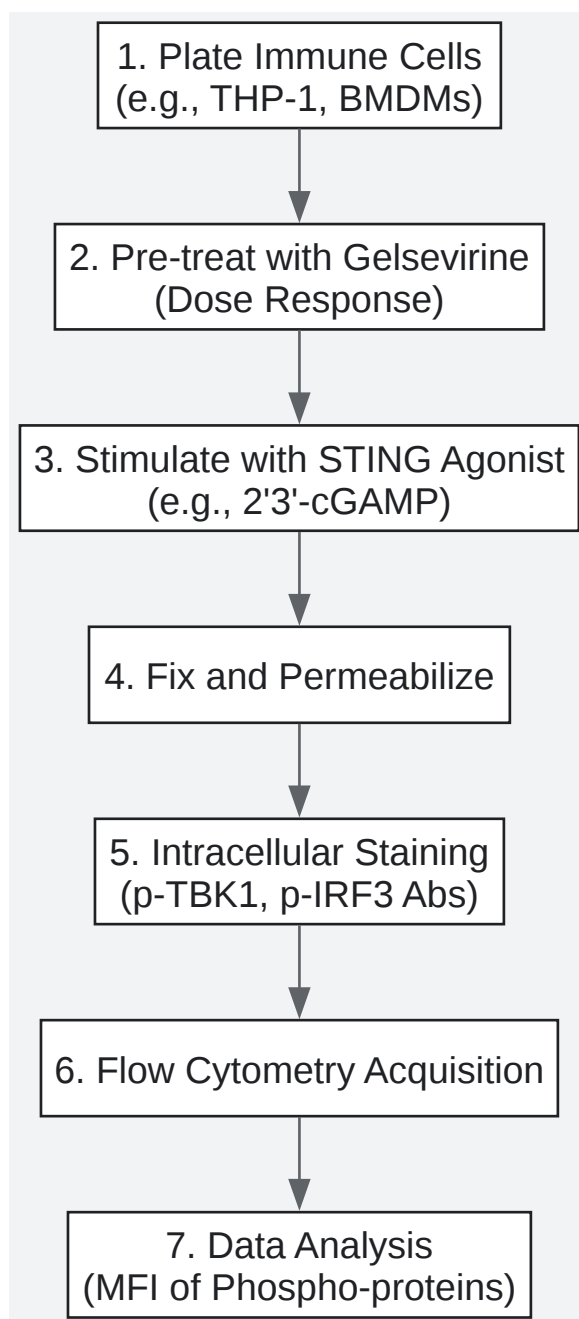 1. Plate Immune Cells
(e.g., THP-1, BMDMs)
2. Pre-treat with Gelsevirine
(Dose Response)
3. Stimulate with STING Agonist
(e.g., 2'3'-cGAMP)
4. Fix and Permeabilize
5. Intracellular Staining
(p-TBK1, p-IRF3 Abs)
6. Flow Cytometry Acquisition
7. Data Analysis
(MFI of Phospho-proteins)